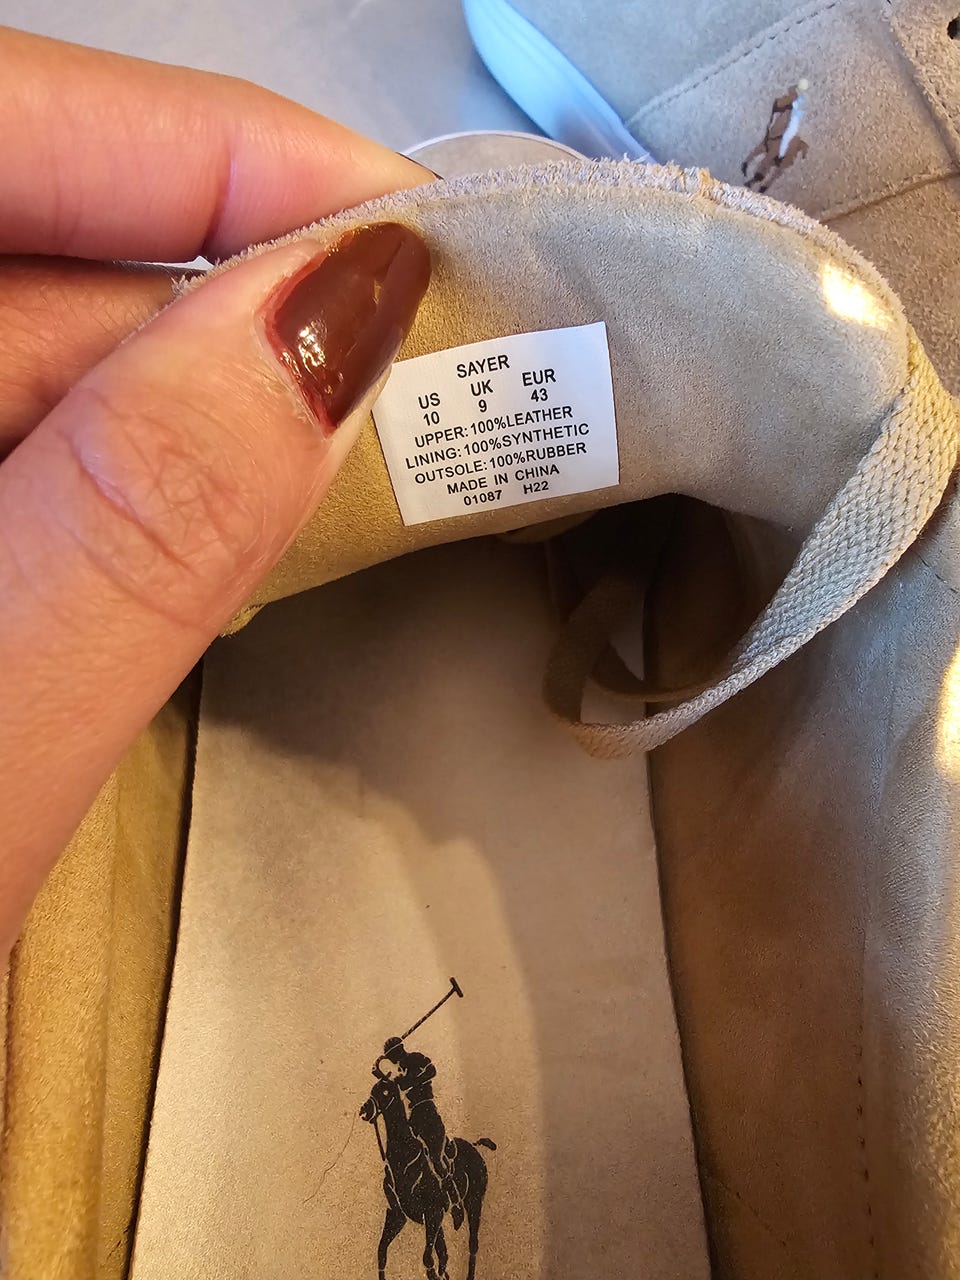 SAYER
US UK EUR
10 9 43
UPPER:100%LEATHER
LINING:100%SYNTHETIC
OUTSOLE:100%RUBBER
MADE IN CHINA
01087 H22